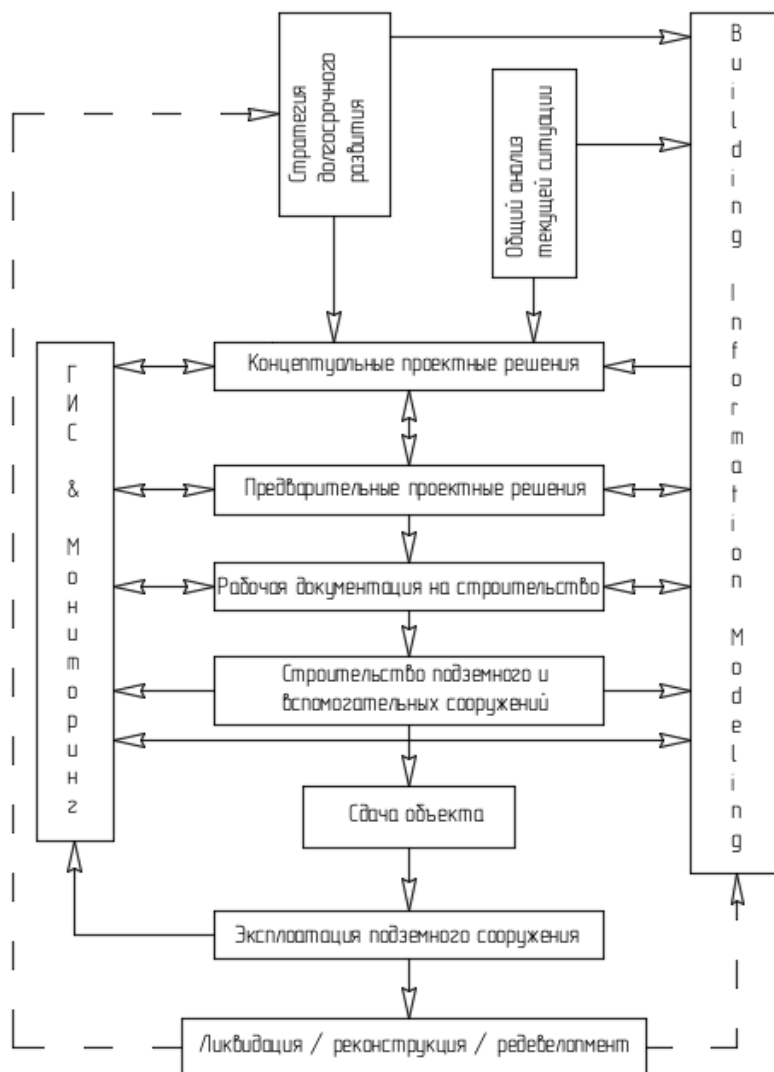 Стратегия
долгосрочного
развития
Общий анализ
текущей ситуации
Building Information Modeling
ГИС & Мониторинг
Концептуальные проектные решения
Предварительные проектные решения
Рабочая документация на строительство
Строительство подземного и
вспомогательных сооружений
Сдача объекта
Эксплоатация подземного сооружения
Ликвидация / реконструкция / редевелопмент